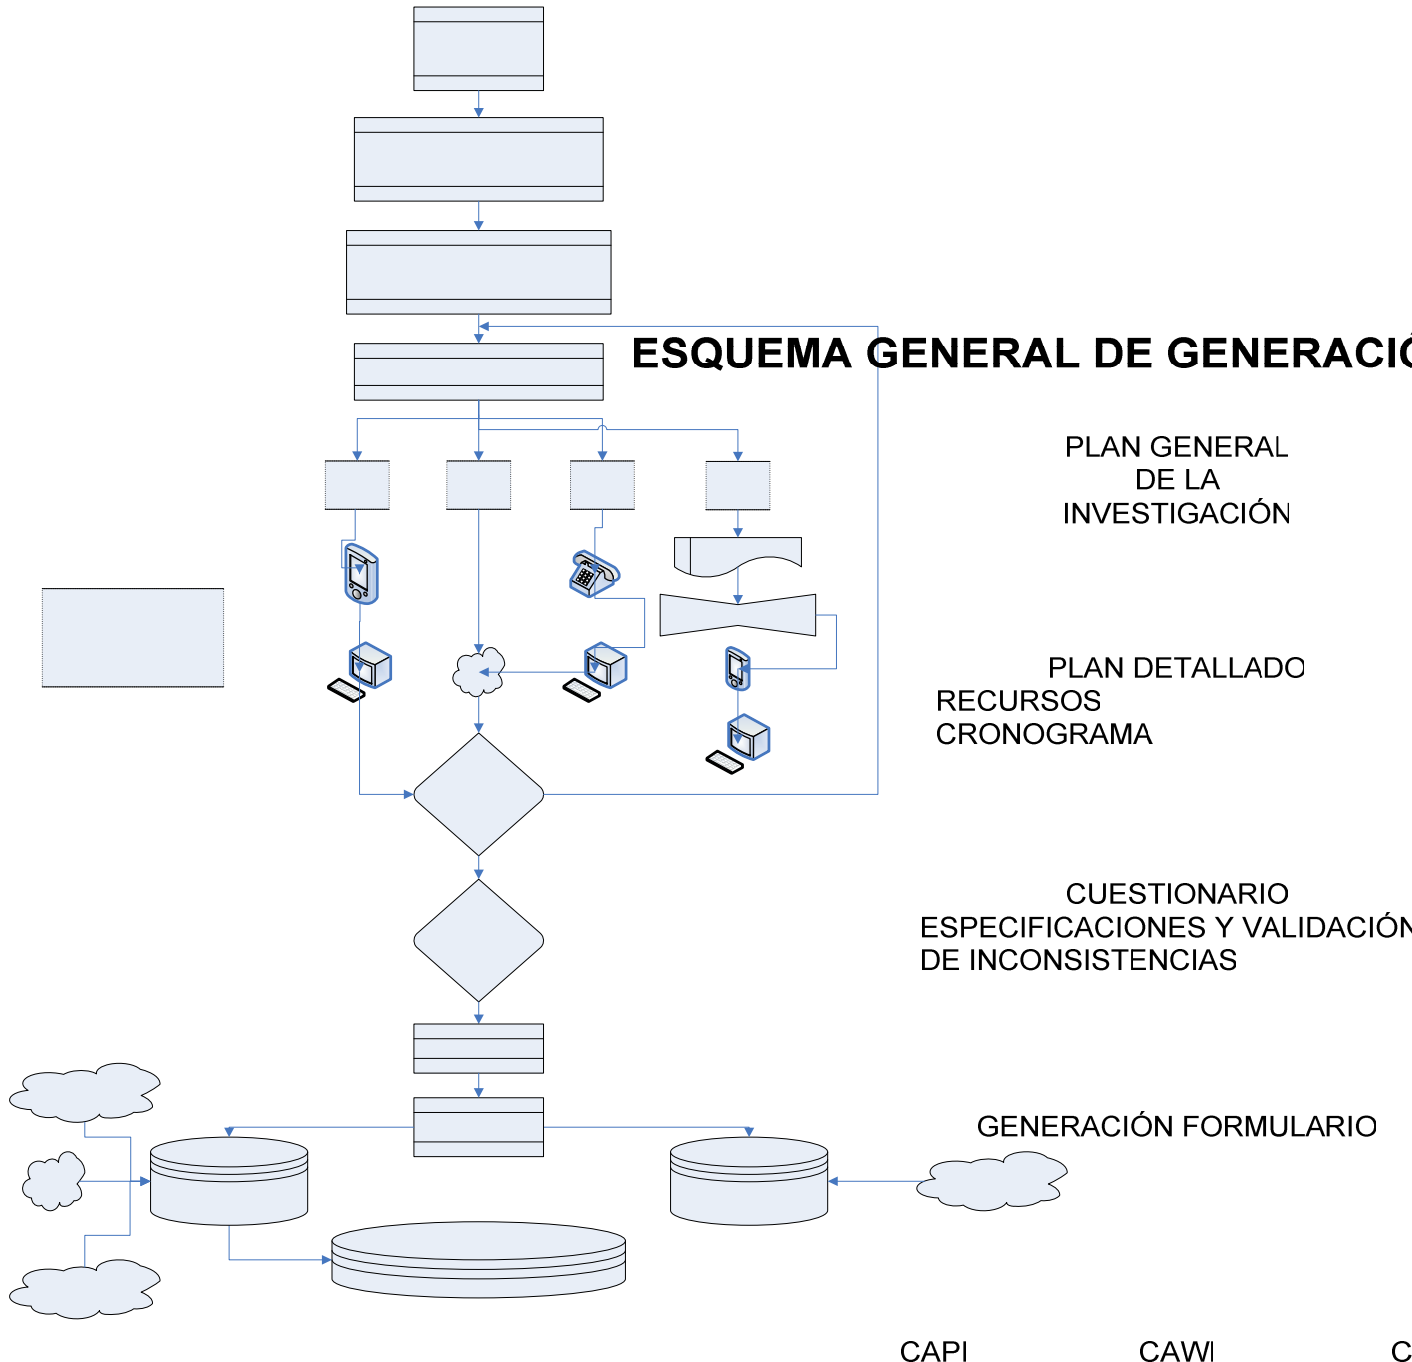 ESQUEMA GENERAL DE GENERACIÓ
PLAN GENERAL
DE LA
INVESTIGACIÓN
PLAN DETALLADO
RECURSOS
CRONOGRAMA
CUESTIONARIO
ESPECIFICACIONES Y VALIDACIÓN
DE INCONSISTENCIAS
GENERACIÓN FORMULARIO
CAPI CAWI C